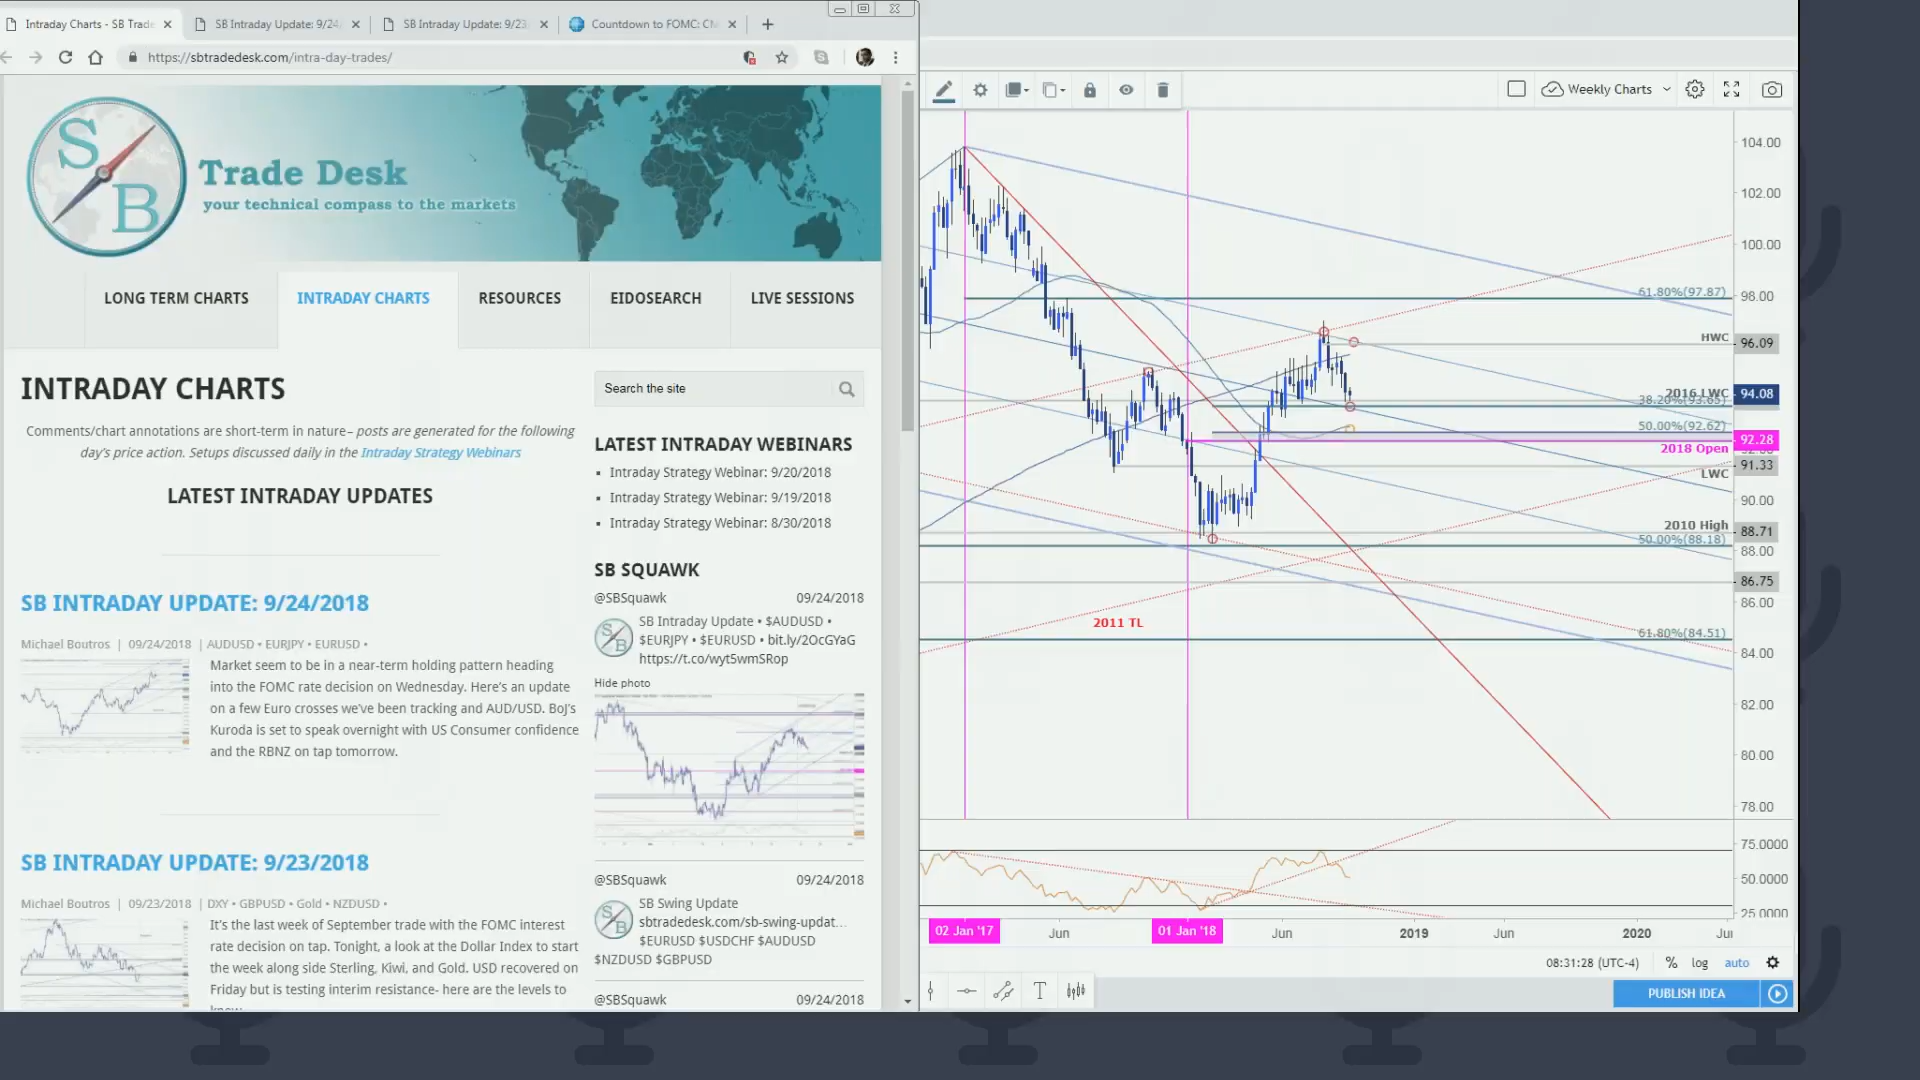 Intraday Charts - SB Trade
SB Intraday Update: 9/24
SB Intraday Update: 9/23
Countdown to FOMC: CM
https://sbtradedesk.com/intra-day-trades/
S
B
Trade Desk
your technical compass to the markets
LONG TERM CHARTS
INTRADAY CHARTS
RESOURCES
EIDOSEARCH
LIVE SESSIONS
INTRADAY CHARTS
Comments/chart annotations are short-term in nature– posts are generated for the following
day's price action. Setups discussed daily in the Intraday Strategy Webinars
LATEST INTRADAY UPDATES
SB INTRADAY UPDATE: 9/24/2018
Michael Boutros | 09/24/2018 | AUDUSD • EURJPY • EURUSD •
Market seem to be in a near-term holding pattern heading
into the FOMC rate decision on Wednesday. Here's an update
on a few Euro crosses we've been tracking and AUD/USD. BoJ's
Kuroda is set to speak overnight with US Consumer confidence
and the RBNZ on tap tomorrow.
SB INTRADAY UPDATE: 9/23/2018
Michael Boutros | 09/23/2018 | DXY • GBPUSD • Gold • NZDUSD •
It's the last week of September trade with the FOMC interest
rate decision on tap. Tonight, a look at the Dollar Index to start
the week along side Sterling, Kiwi, and Gold. USD recovered on
Friday but is testing interim resistance- here are the levels to
Search the site
LATEST INTRADAY WEBINARS
Intraday Strategy Webinar: 9/20/2018
Intraday Strategy Webinar: 9/19/2018
Intraday Strategy Webinar: 8/30/2018
SB SQUAWK
@SBSquawk 09/24/2018
SB
SB Intraday Update • $AUDUSD •
$EURJPY • $EURUSD • bit.ly/2OcGYaG
https://t.co/wyt5wmSRop
Hide photo
@SBSquawk 09/24/2018
SB
SB Swing Update
sbtradedesk.com/sb-swing-updat…
$EURUSD $USDCHF $AUDUSD
$NZDUSD $GBPUSD
@SBSquawk 09/24/2018
Weekly Charts
104.00
102.00
100.00
61.80%(97.87)
98.00
HWC
96.09
2016 LWC
94.08
38.20%(93.65)
50.00%(92.62)
92.28
2018 Open
91.33
LWC
90.00
2010 High
88.71
50.00%(88.18)
88.00
86.75
86.00
2011 TL
61.80%(84.51)
84.00
82.00
80.00
78.00
75.0000
50.0000
25.0000
02 Jan '17
Jun
01 Jan '18
Jun
2019
Jun
2020
08:31:28 (UTC-4)
%
log
auto
T
PUBLISH IDEA